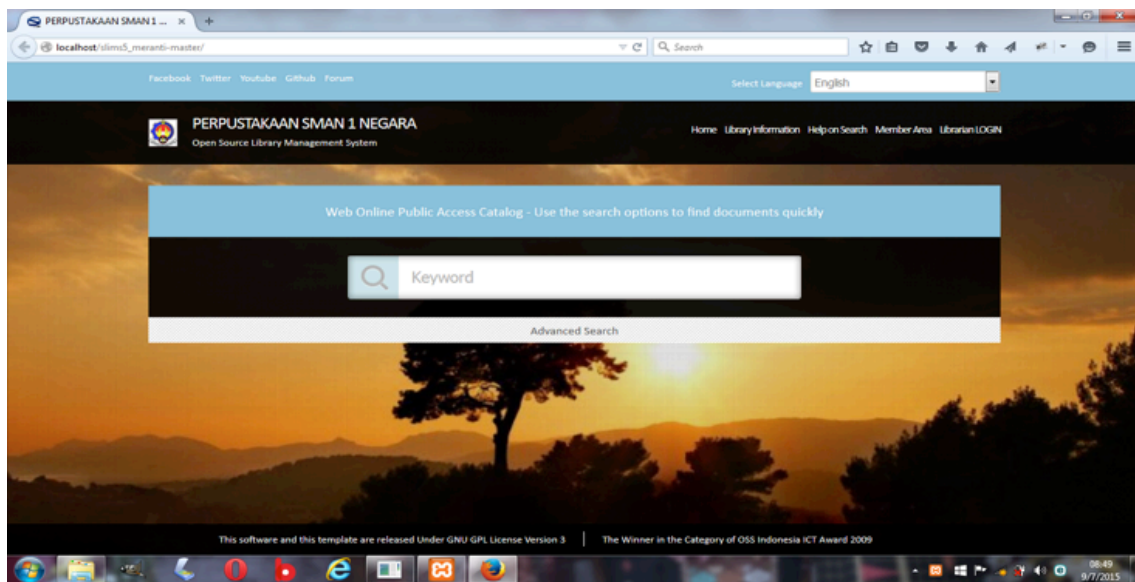 PERPUSTAKAAN SMAN 1 ...
localhost/slims5_meranti-master/
Search
Facebook Twitter Youtube Github Forum
Select Language English
PERPUSTAKAAN SMAN 1 NEGARA
Open Source Library Management System
Home Library Information Help on Search Member Area Librarian LOGIN
Web Online Public Access Catalog - Use the search options to find documents quickly
Keyword
Advanced Search
This software and this template are released Under GNU GPL License Version 3 The Winner in the Category of OSS Indonesia ICT Award 2009
08:49
9/7/2015